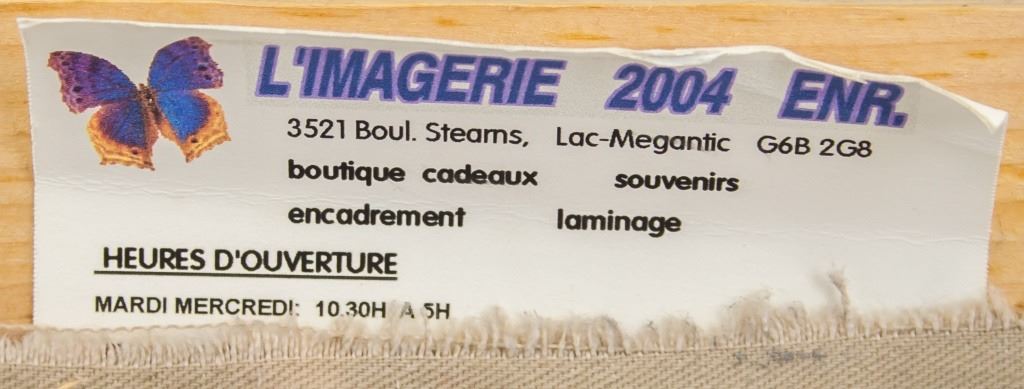 L'IMAGERIE 2004 ENR.
3521 Boul. Stearns, Lac-Megantic G6B 2G8
boutique cadeaux souvenirs
encadrement laminage
HEURES D'OUVERTURE
MARDI MERCREDI: 10.30H A 5H